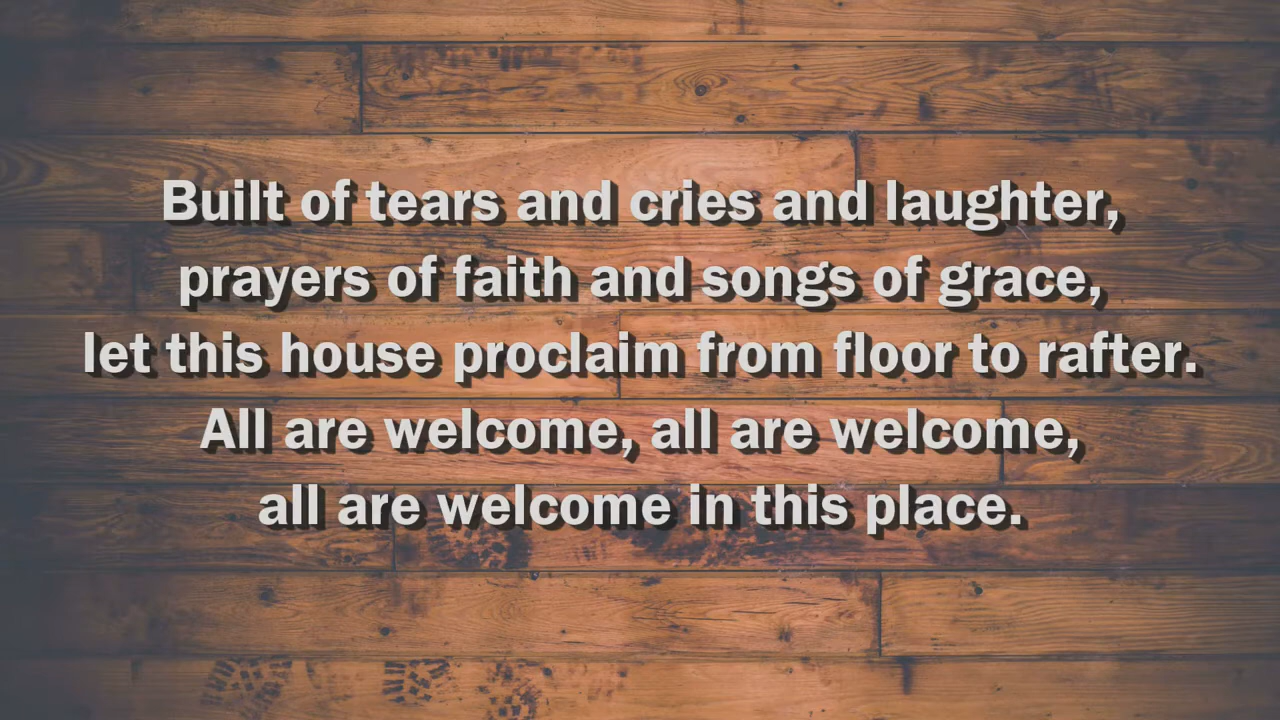 Built of tears and cries and laughter,
prayers of faith and songs of grace,
let this house proclaim from floor to rafter.
All are welcome, all are welcome,
all are welcome in this place.